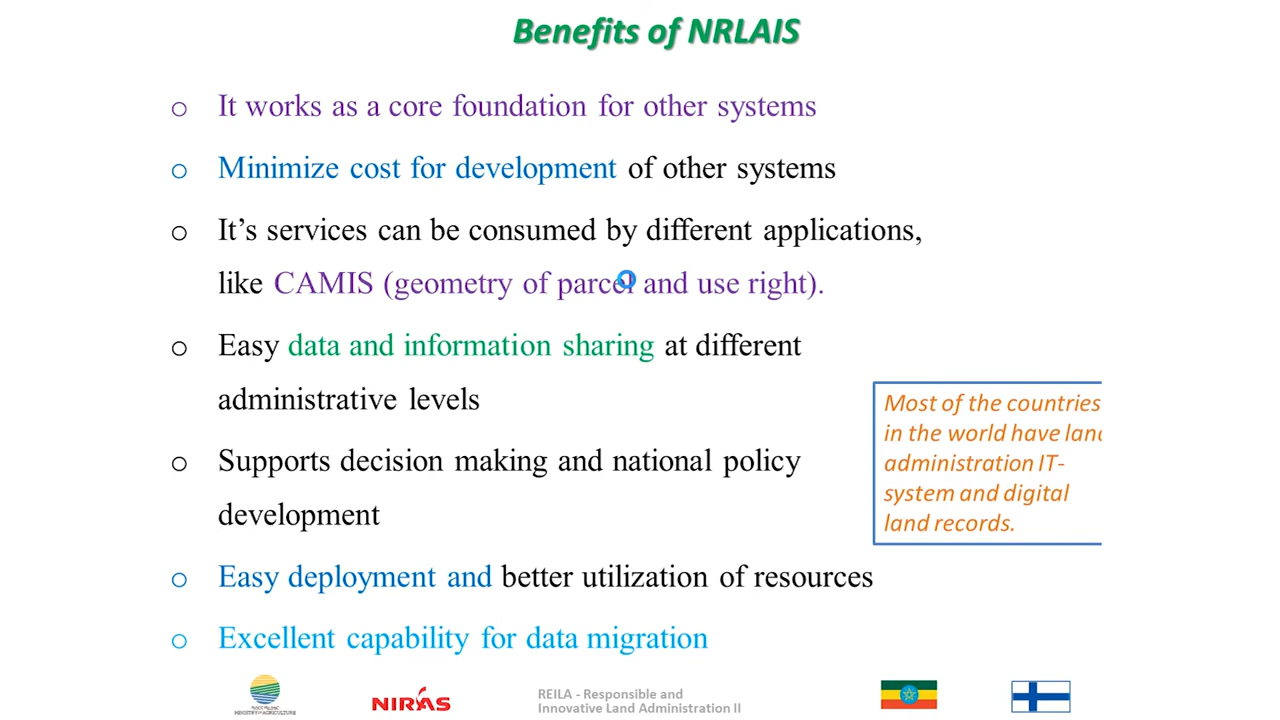 Benefits of NRLAIS
o It works as a core foundation for other systems
o Minimize cost for development of other systems
o It’s services can be consumed by different applications,
like CAMIS (geometry of parcel and use right).
o Easy data and information sharing at different
administrative levels
o Supports decision making and national policy
development
o Easy deployment and better utilization of resources
o Excellent capability for data migration
Most of the countries
in the world have land
administration IT-
system and digital
land records.
MINISTRY OF AGRICULTURE
NIRAS
REILA - Responsible and
Innovative Land Administration II